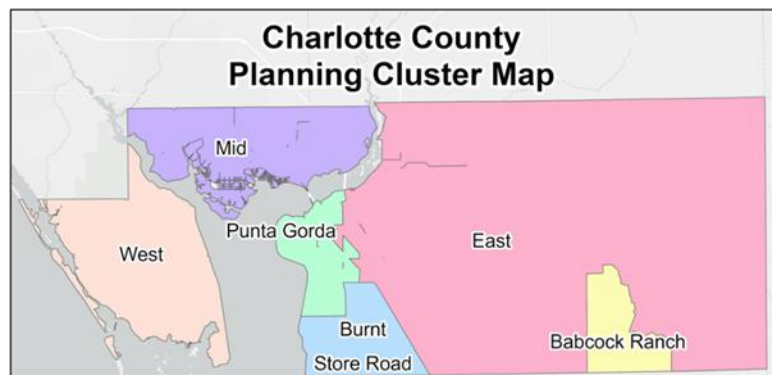 Charlotte County
Planning Cluster Map
Mid
Punta Gorda
West
East
Burnt
Store Road
Babcock Ranch